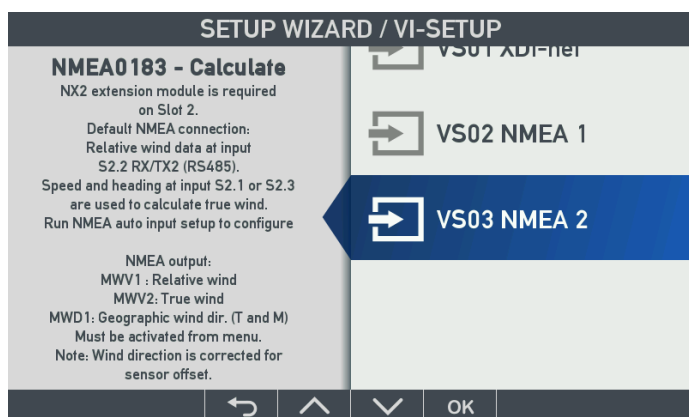 SETUP WIZARD / VI-SETUP
NMEA0183 - Calculate
NX2 extension module is required
on Slot 2.
Default NMEA connection:
Relative wind data at input
S2.2 RX/TX2 (RS485).
Speed and heading at input S2.1 or S2.3
are used to calculate true wind.
Run NMEA auto input setup to configure
NMEA output:
MWV1 : Relative wind
MWV2: True wind
MWD1: Geographic wind dir. (T and M)
Must be activated from menu.
Note: Wind direction is corrected for
sensor offset.
VS01 XDI-net
VS02 NMEA 1
VS03 NMEA 2
OK